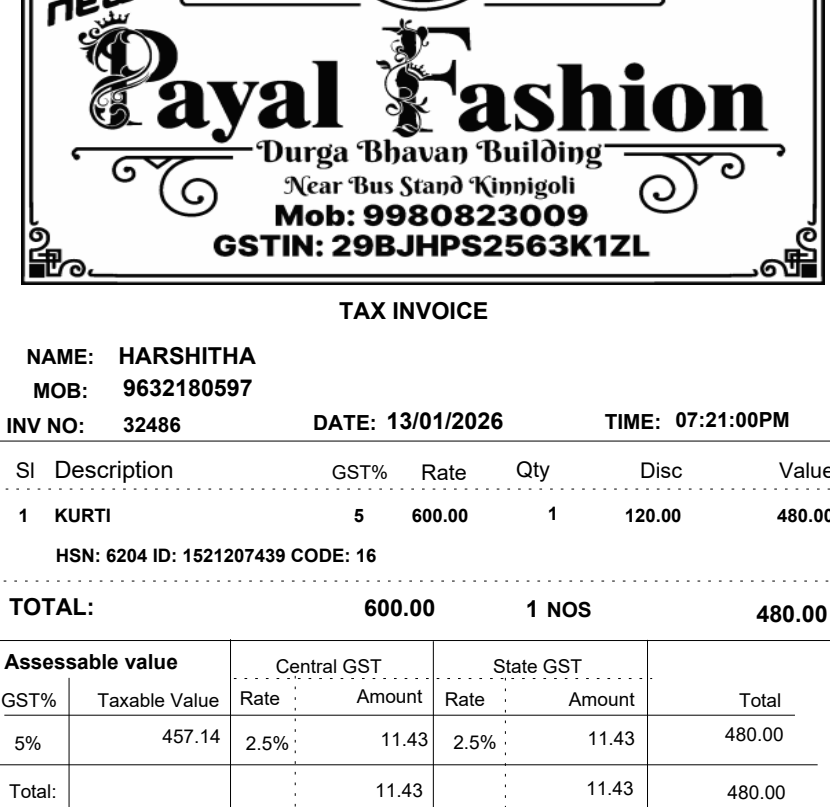 new
Payal Fashion
Durga Bhavan Building
Near Bus Stand Kinnigoli
Mob: 9980823009
GSTIN: 29BJHPS2563K1ZL
TAX INVOICE
NAME: HARSHITHA
MOB: 9632180597
INV NO: 32486 DATE: 13/01/2026 TIME: 07:21:00PM
Sl Description GST% Rate Qty Disc Value
1 KURTI 5 600.00 1 120.00 480.00
HSN: 6204 ID: 1521207439 CODE: 16
TOTAL: 600.00 1 NOS 480.00
Assessable value Central GST State GST
GST% Taxable Value Rate Amount Rate Amount Total
5% 457.14 2.5% 11.43 2.5% 11.43 480.00
Total: 11.43 11.43 480.00